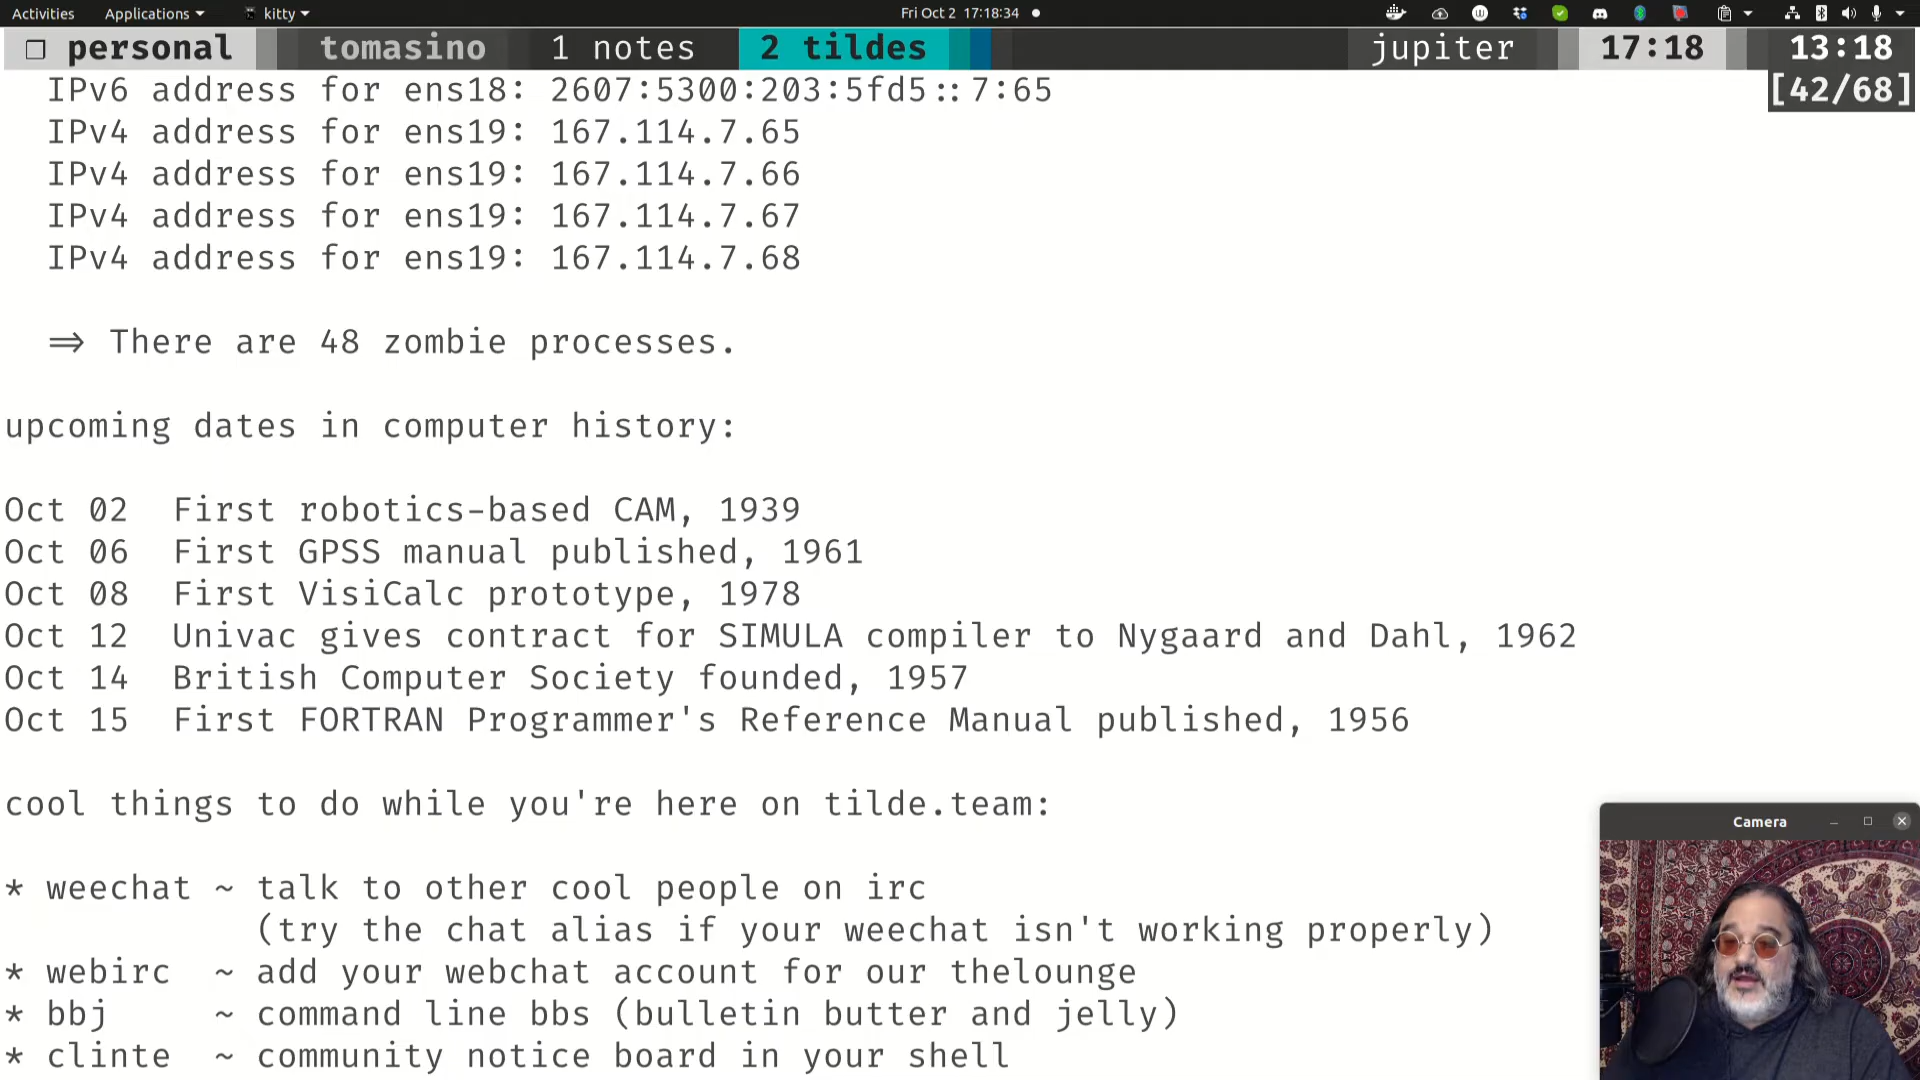 Activities Applications kitty Fri Oct 2 17:18:34
personal tomasino 1 notes 2 tildes jupiter 17:18 13:18
IPv6 address for ens18: 2607:5300:203:5fd5::7:65 [42/68]
IPv4 address for ens19: 167.114.7.65
IPv4 address for ens19: 167.114.7.66
IPv4 address for ens19: 167.114.7.67
IPv4 address for ens19: 167.114.7.68
=> There are 48 zombie processes.
upcoming dates in computer history:
Oct 02 First robotics-based CAM, 1939
Oct 06 First GPSS manual published, 1961
Oct 08 First VisiCalc prototype, 1978
Oct 12 Univac gives contract for SIMULA compiler to Nygaard and Dahl, 1962
Oct 14 British Computer Society founded, 1957
Oct 15 First FORTRAN Programmer's Reference Manual published, 1956
cool things to do while you're here on tilde.team:
Camera
* weechat ~ talk to other cool people on irc
(try the chat alias if your weechat isn't working properly)
* webirc ~ add your webchat account for our thelounge
* bbj ~ command line bbs (bulletin butter and jelly)
* clinte ~ community notice board in your shell